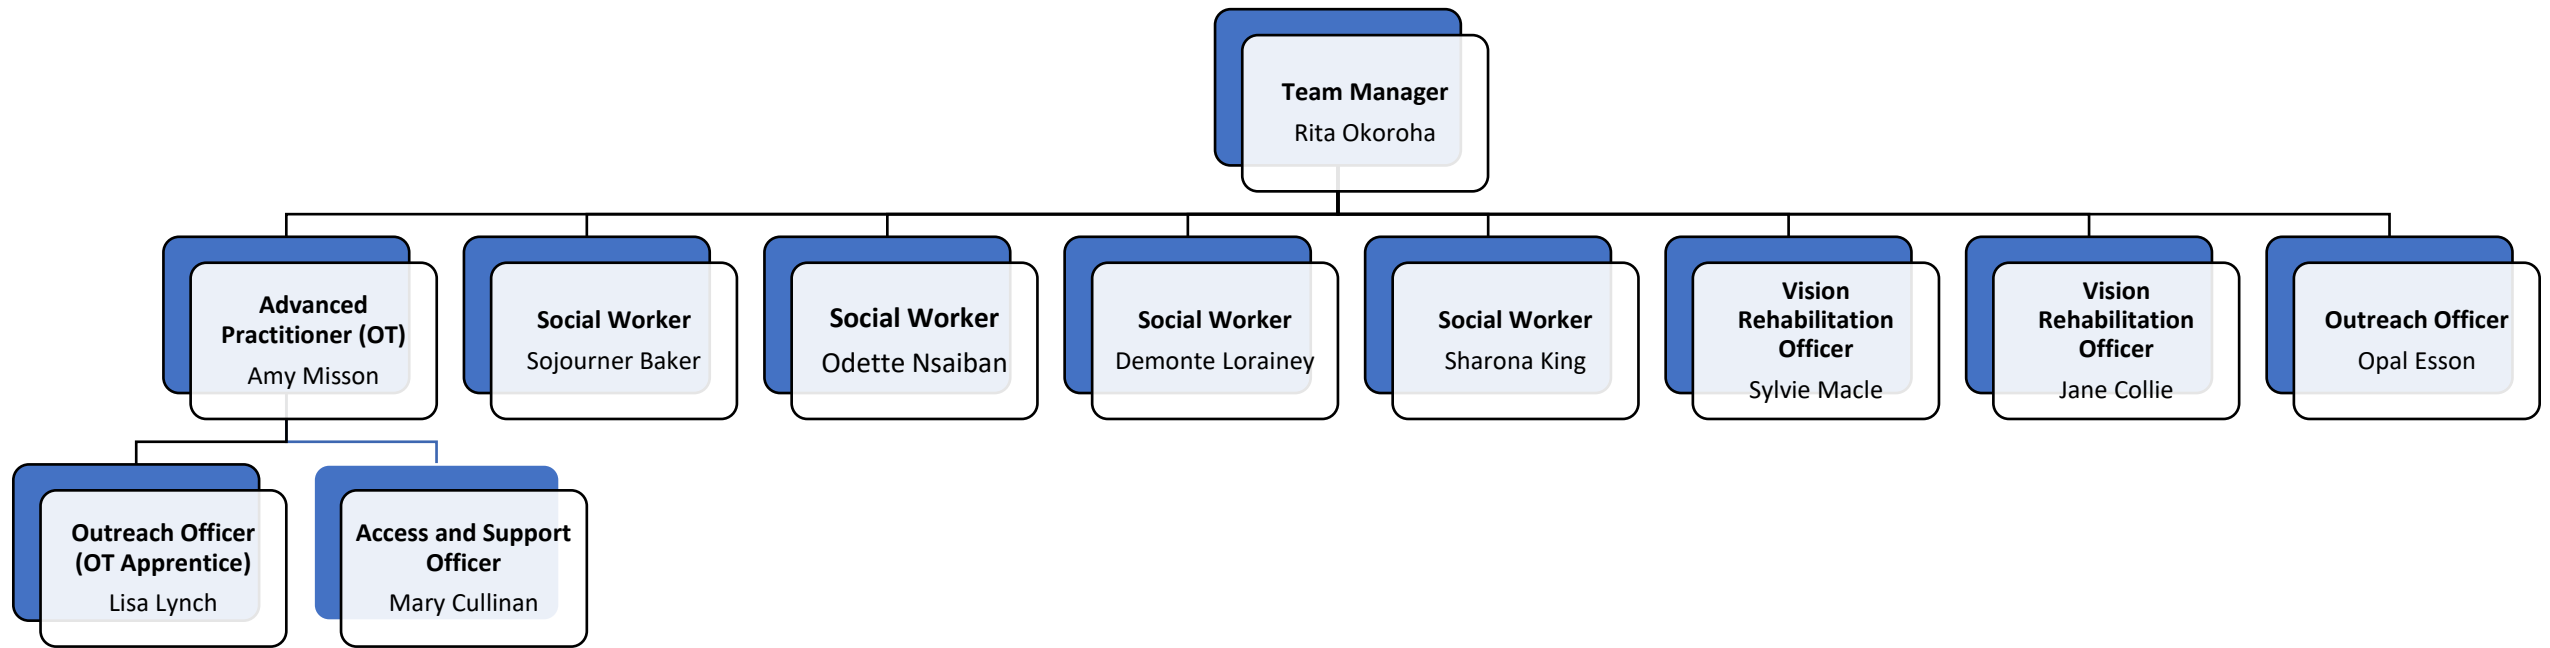 Team Manager
Rita Okoroha
Advanced
Practitioner (OT)
Amy Misson
Social Worker
Sojourner Baker
Social Worker
Odette Nsaiban
Social Worker
Demonte Lorainey
Social Worker
Sharona King
Vision
Rehabilitation
Officer
Sylvie Macle
Vision
Rehabilitation
Officer
Jane Collie
Outreach Officer
Opal Esson
Outreach Officer
(OT Apprentice)
Lisa Lynch
Access and Support
Officer
Mary Cullinan